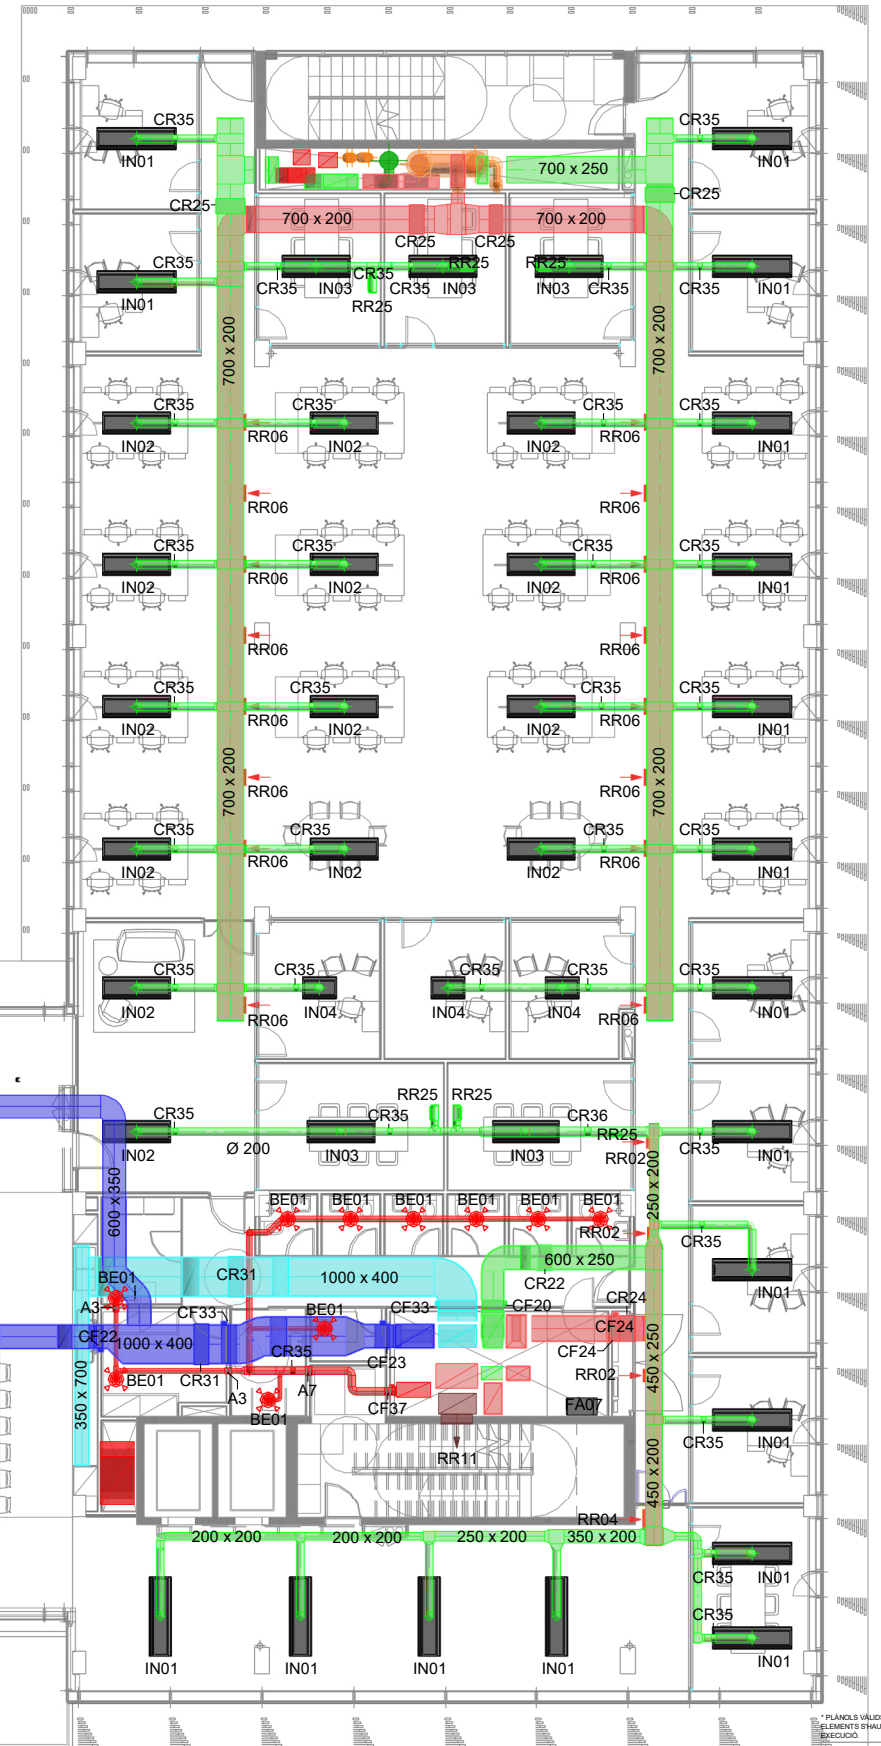 CR35
CR35
IN01
IN01
700 x 250
CR25
CR25
700 x 200
700 x 200
CR25
CR25
CR35
CR35
RR25
RR25
IN01
CR35
IN03
CR35
IN03
IN03
CR35
CR35
IN01
RR25
700 x 200
700 x 200
CR35
CR35
CR35
CR35
IN02
RR06
IN02
IN02
RR06
IN01
RR06
RR06
CR35
CR35
CR35
CR35
IN02
RR06
IN02
IN02
RR06
IN01
RR06
RR06
CR35
CR35
CR35
CR35
IN02
RR06
IN02
IN02
RR06
IN01
700 x 200
700 x 200
RR06
RR06
CR35
CR35
CR35
CR35
IN02
RR06
IN02
IN02
RR06
IN01
CR35
CR35
CR35
CR35
IN02
RR06
IN04
IN04
IN04
RR06
IN01
RR25
RR25
CR35
CR35
CR36
RR25
CR35
IN02
Ø 200
IN03
IN03
RR02
IN01
600 x 350
250 x 200
BE01
BE01
BE01
BE01
BE01
BE01
RR02
CR35
600 x 250
BE01
CR31
1000 x 400
CR22
IN01
A3
CF33
BE01
CF33
CF20
CR24
CF22
1000 x 400
CF24
CR35
CF23
CF24
BE01
CR31
A3
A7
CF37
RR02
450 x 250
BE01
FA07
IN01
350 x 700
RR11
CR35
450 x 200
RR04
200 x 200
200 x 200
250 x 200
350 x 200
CR35
IN01
CR35
IN01
IN01
IN01
IN01
IN01
* PLÀNOLS VÀLIDS
ELEMENTS S'HAU
EXECUCIÓ.